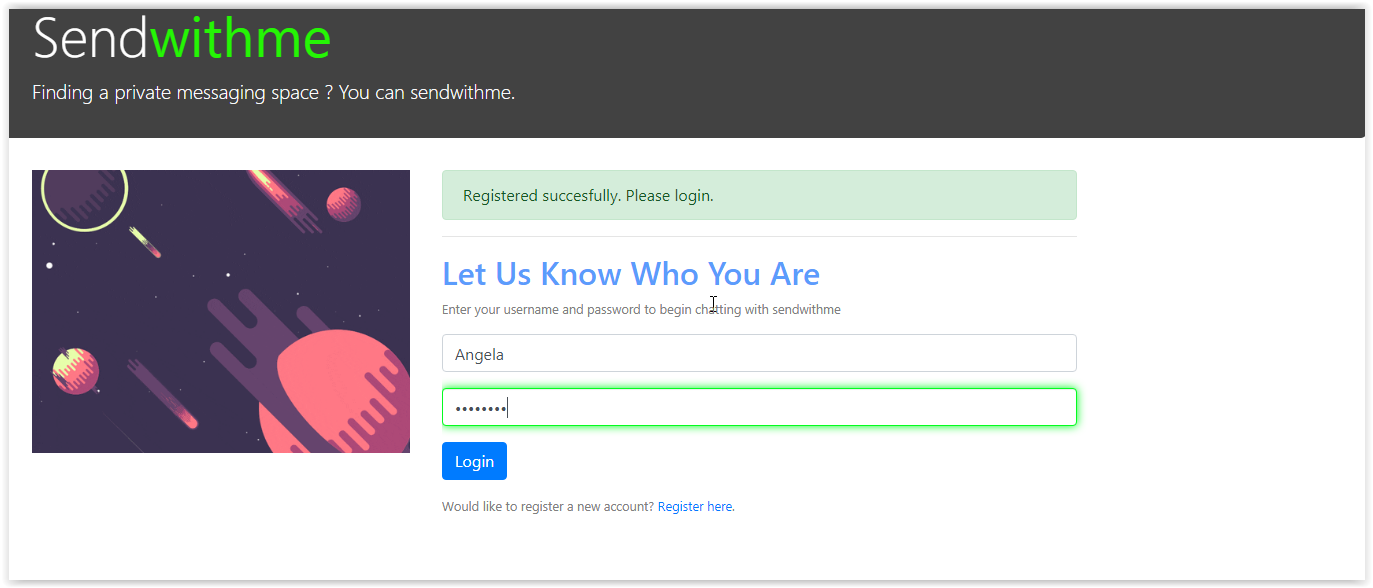 Sendwithme
Finding a private messaging space ? You can sendwithme.
Registered succesfully. Please login.
Let Us Know Who You Are
Enter your username and password to begin chatting with sendwithme
Angela
••••••••
Login
Would like to register a new account? Register here.